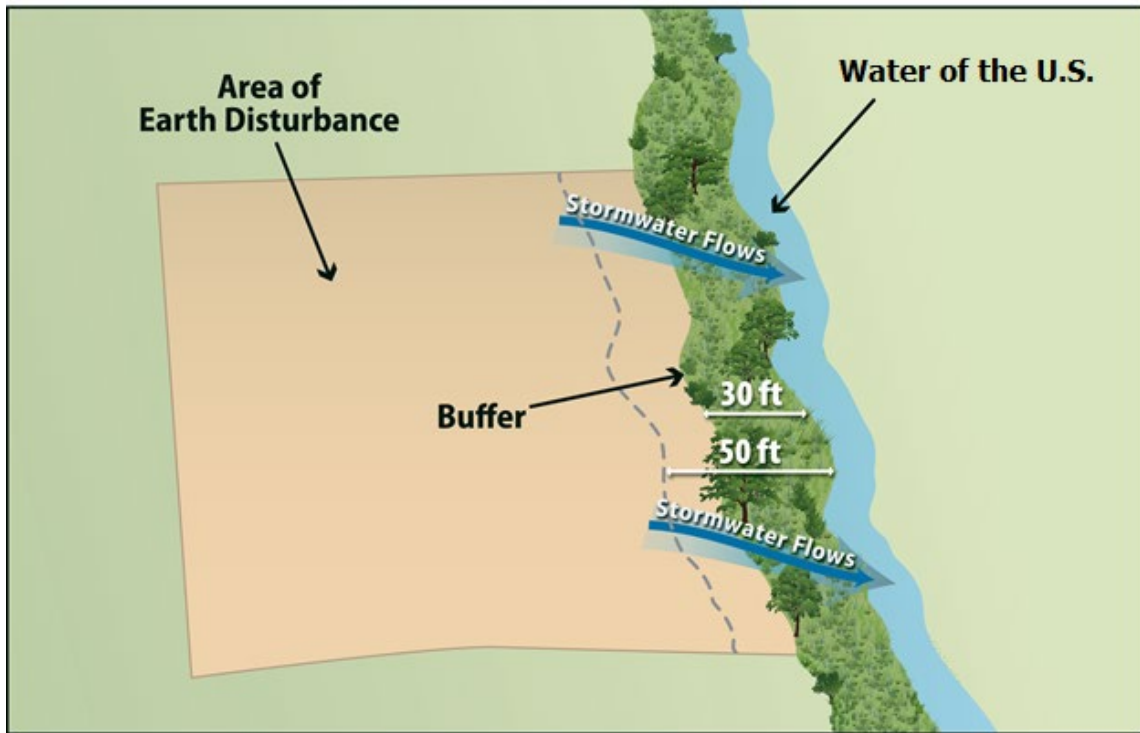 Area of
Earth Disturbance
Water of the U.S.
Stormwater Flows
Buffer
30 ft
50 ft
Stormwater Flows